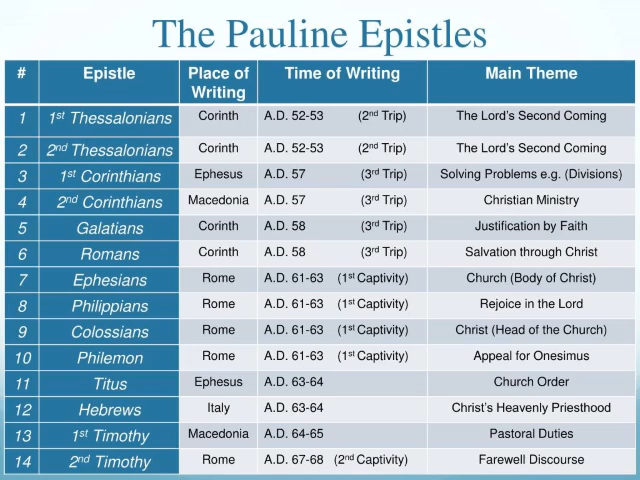 The Pauline Epistles
# Epistle Place of Writing Time of Writing Main Theme
1 1st Thessalonians Corinth A.D. 52-53 (2nd Trip) The Lord's Second Coming
2 2nd Thessalonians Corinth A.D. 52-53 (2nd Trip) The Lord's Second Coming
3 1st Corinthians Ephesus A.D. 57 (3rd Trip) Solving Problems e.g. (Divisions)
4 2nd Corinthians Macedonia A.D. 57 (3rd Trip) Christian Ministry
5 Galatians Corinth A.D. 58 (3rd Trip) Justification by Faith
6 Romans Corinth A.D. 58 (3rd Trip) Salvation through Christ
7 Ephesians Rome A.D. 61-63 (1st Captivity) Church (Body of Christ)
8 Philippians Rome A.D. 61-63 (1st Captivity) Rejoice in the Lord
9 Colossians Rome A.D. 61-63 (1st Captivity) Christ (Head of the Church)
10 Philemon Rome A.D. 61-63 (1st Captivity) Appeal for Onesimus
11 Titus Ephesus A.D. 63-64 Church Order
12 Hebrews Italy A.D. 63-64 Christ's Heavenly Priesthood
13 1st Timothy Macedonia A.D. 64-65 Pastoral Duties
14 2nd Timothy Rome A.D. 67-68 (2nd Captivity) Farewell Discourse